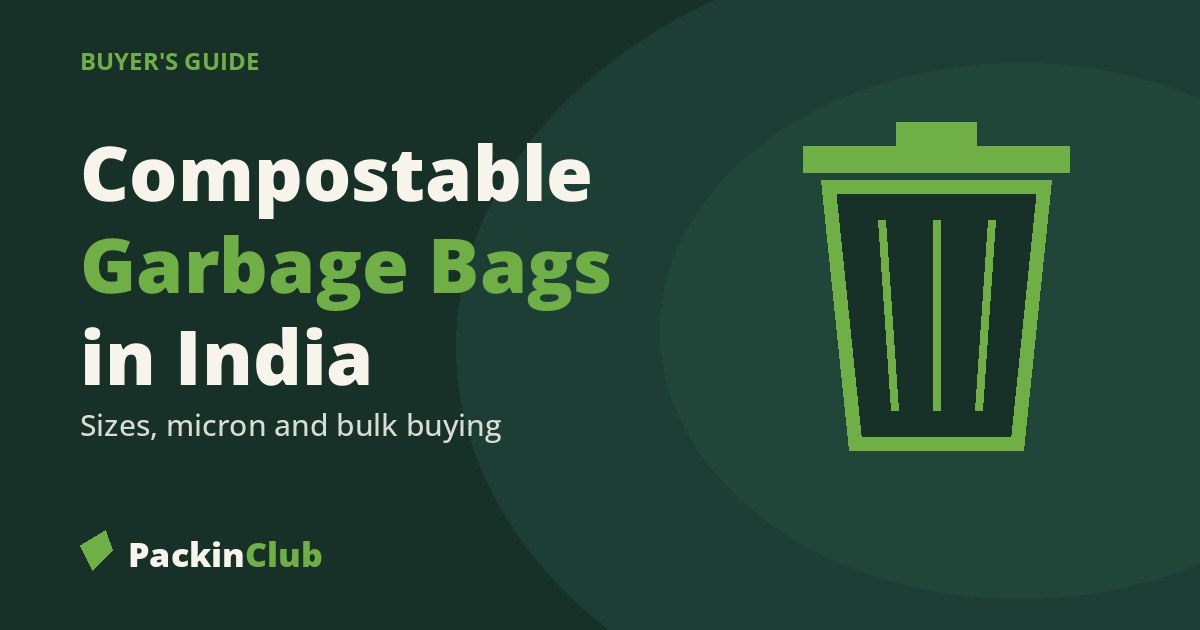 BUYER'S GUIDE
Compostable
Garbage Bags
in India
Sizes, micron and bulk buying
PackinClub